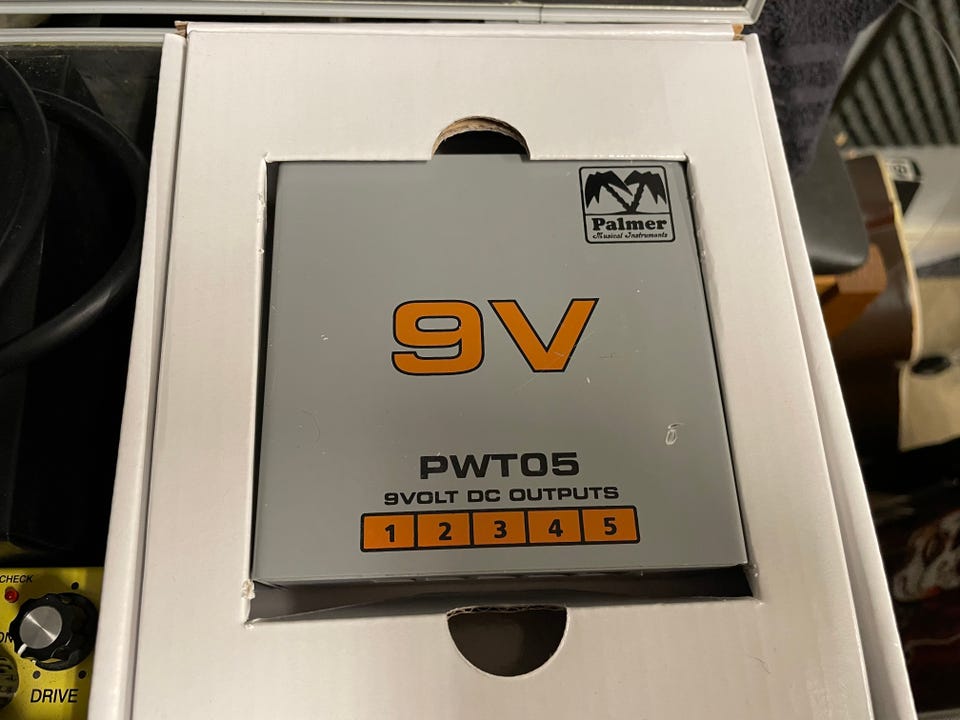 Palmer
Musical Instruments
9V
PWT05
9VOLT DC OUTPUTS
1 2 3 4 5
CHECK
DRIVE